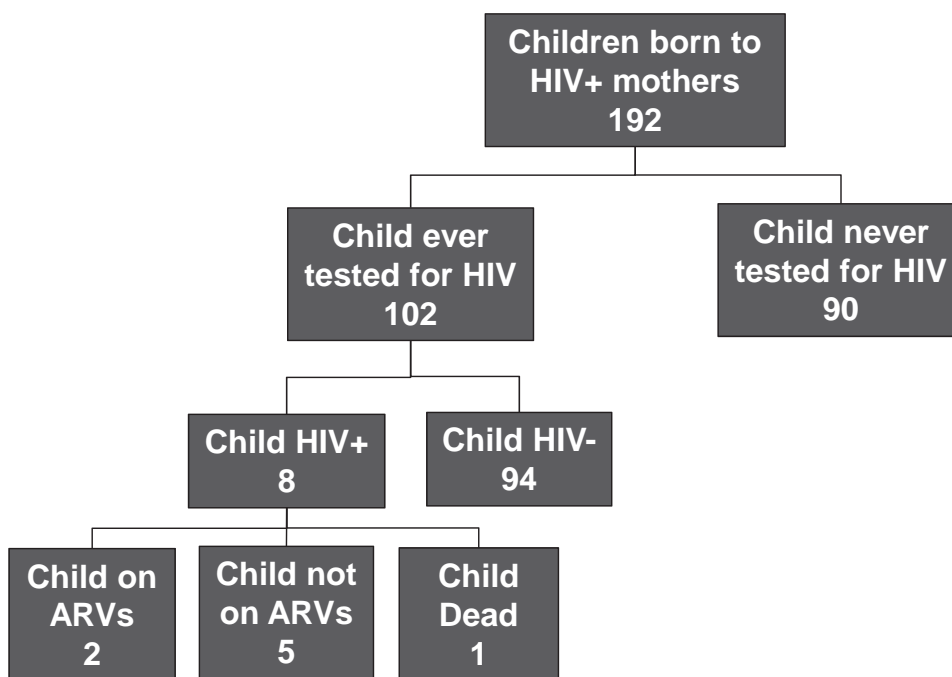 Children born to
HIV+ mothers
192
Child ever
tested for HIV
102
Child never
tested for HIV
90
Child HIV+
8
Child HIV-
94
Child on
ARVs
2
Child not
on ARVs
5
Child
Dead
1